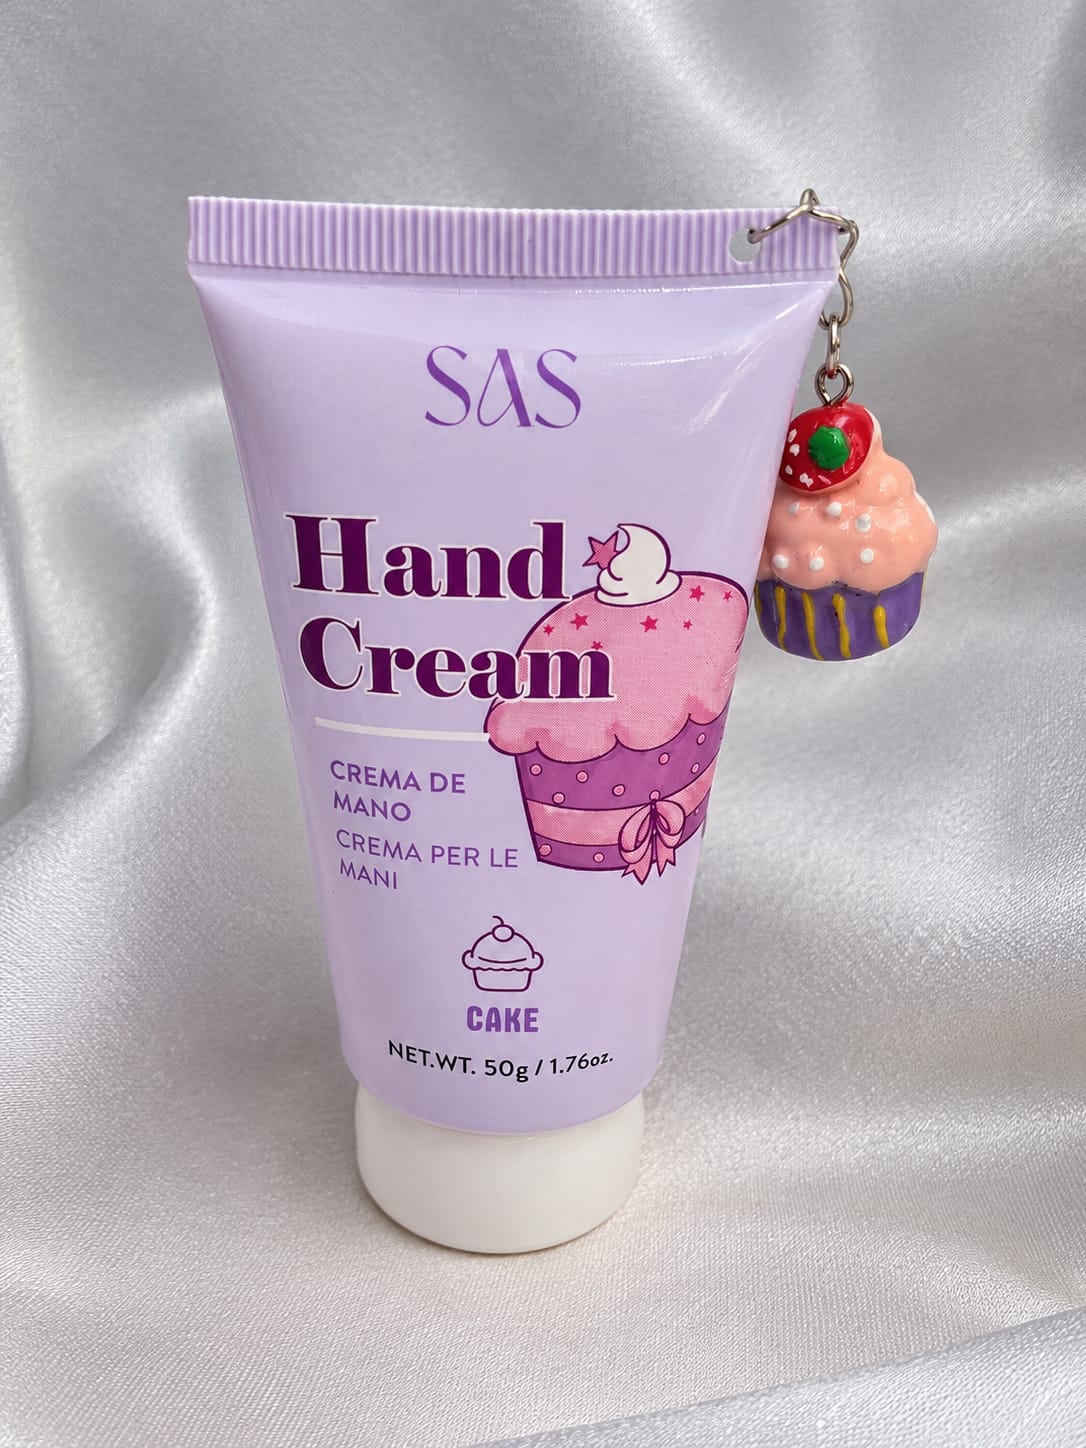 SAS
Hand
Cream
CREMA DE
MANO
CREMA PER LE
MANI
CAKE
NET.WT. 50g / 1.76oz.